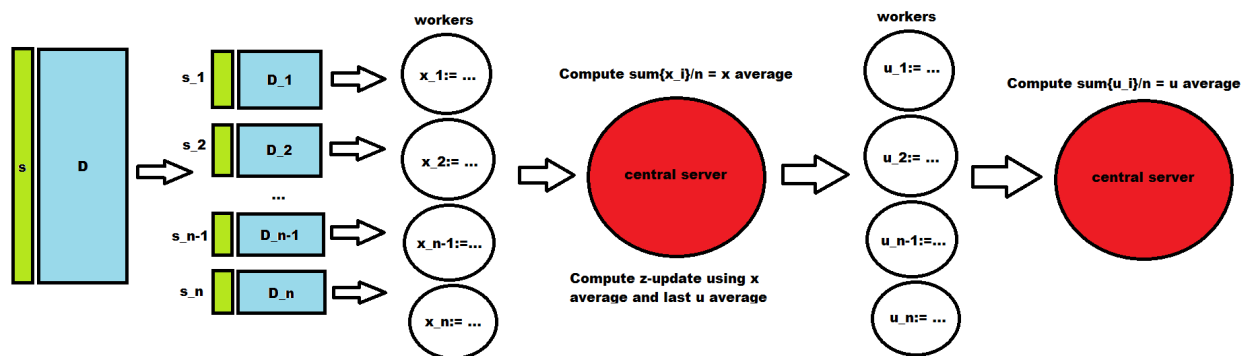 s
D
s_1
D_1
s_2
D_2
...
s_n-1
D_n-1
s_n
D_n
workers
x_1:= ...
x_2:= ...
x_n-1:=...
x_n:= ...
Compute sum{x_i}/n = x average
central server
Compute z-update using x
average and last u average
workers
u_1:= ...
u_2:= ...
u_n-1:=...
u_n:= ...
Compute sum{u_i}/n = u average
central server